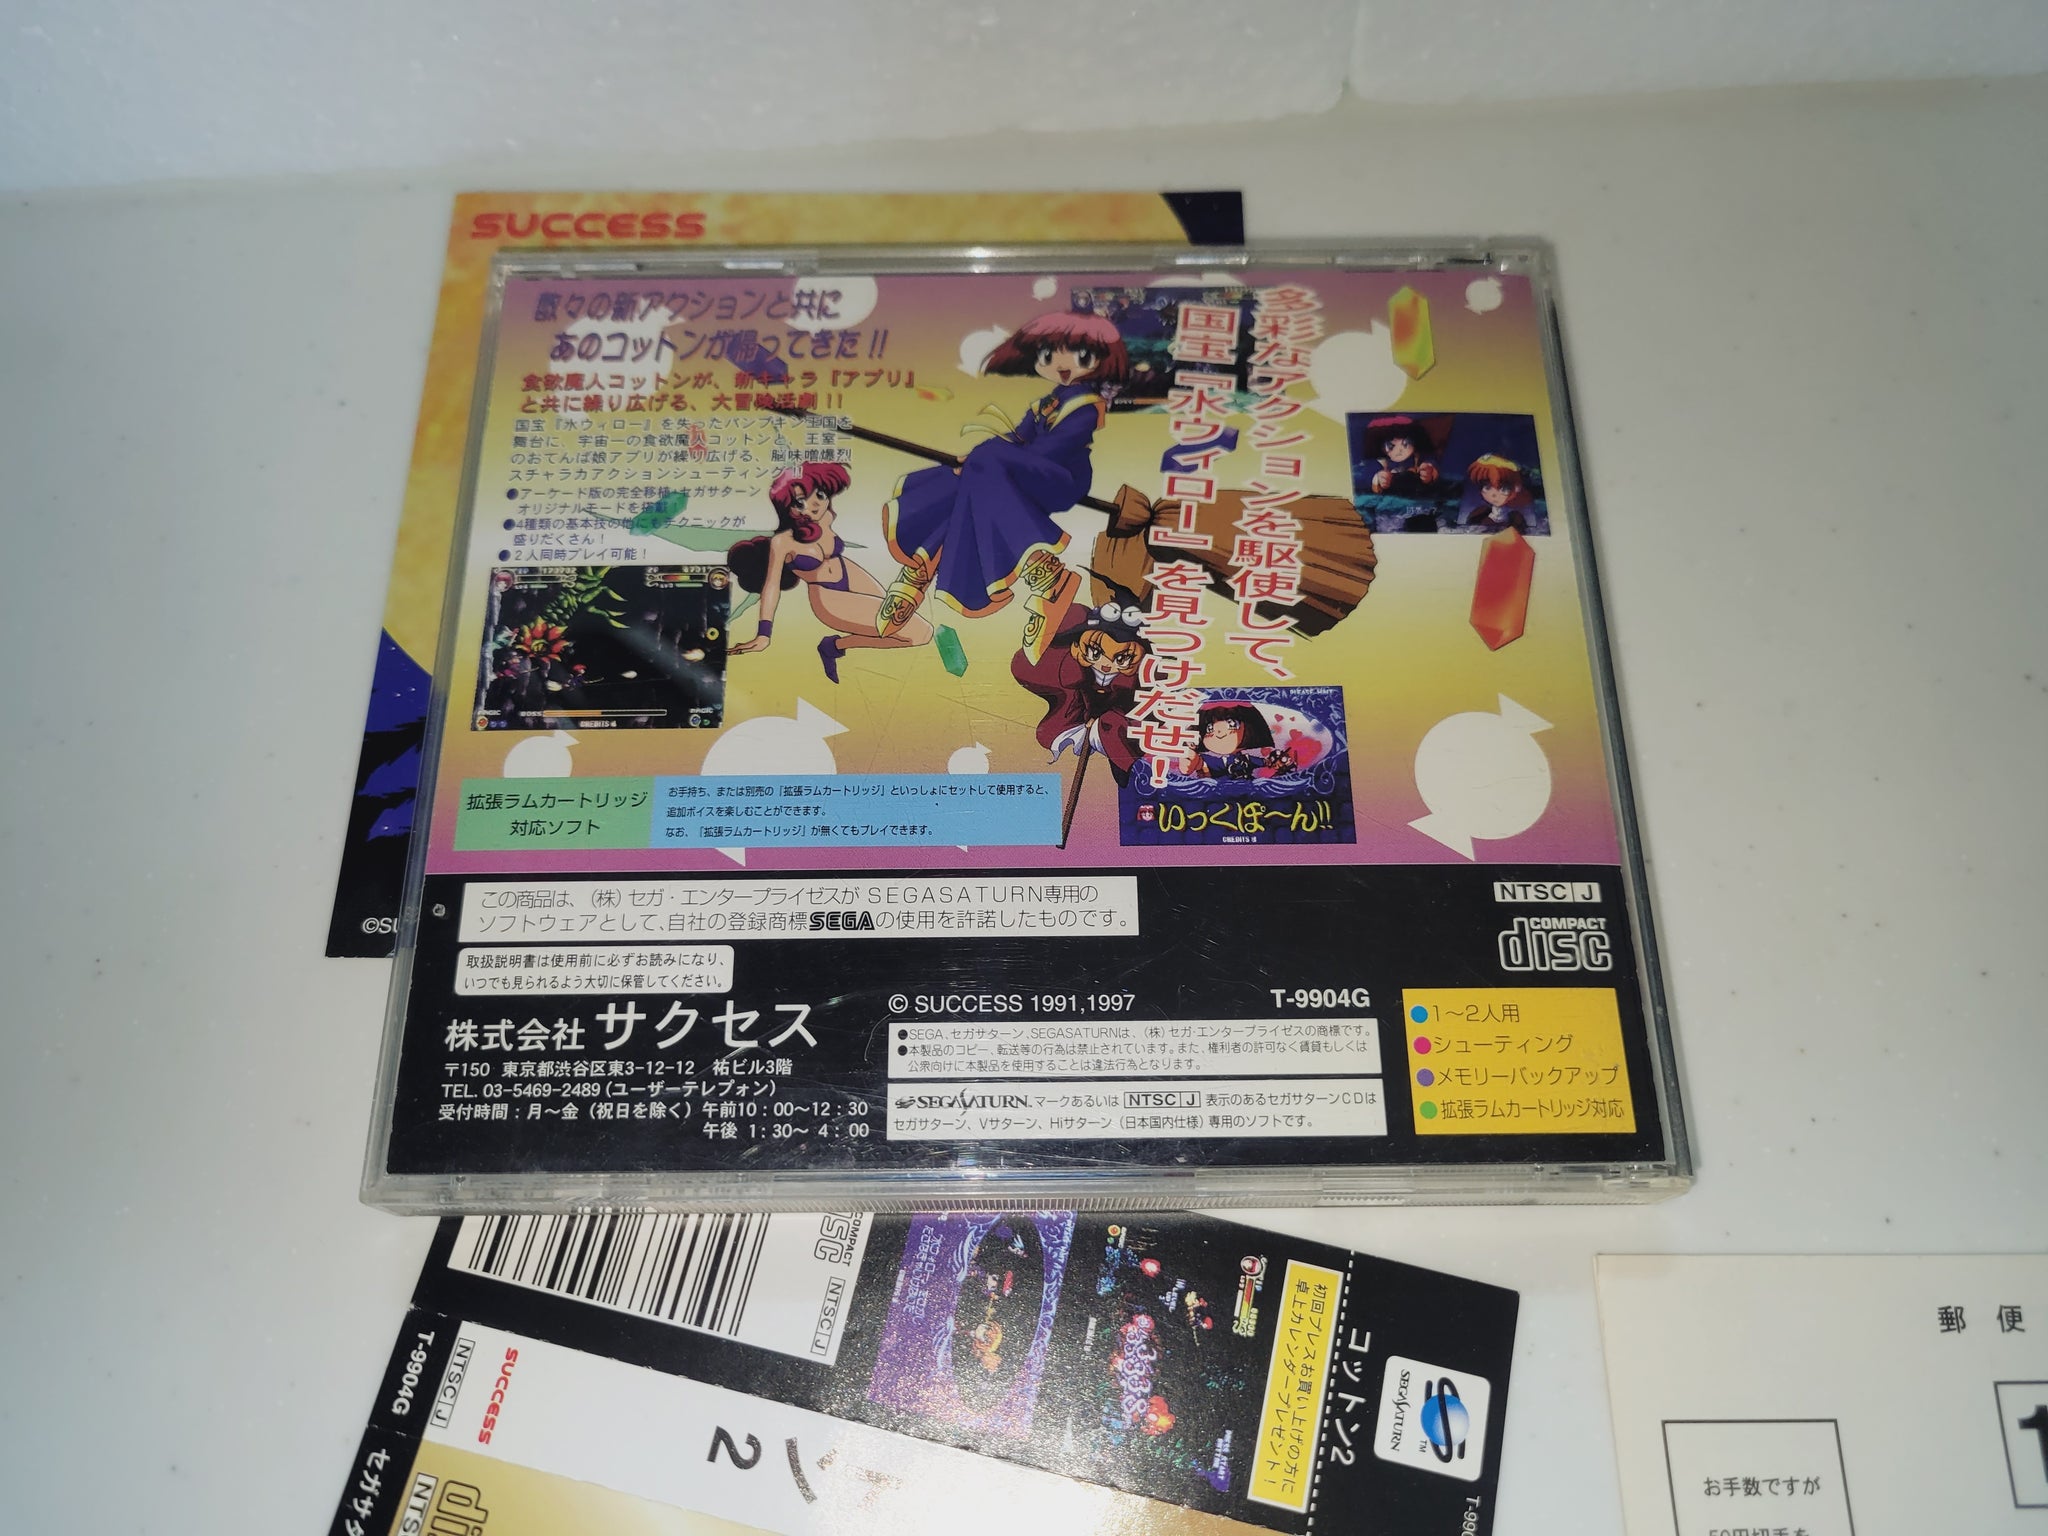 SUCCESS
数々の新アクションと共に
あのコットンが帰ってきた!!
食欲魔人コットンが、新キャラ『アプリ』
と共に繰り広げる、大冒険活劇!!
国宝『氷ウィロー』を失ったパンプキン王国を
舞台に、宇宙一の食欲魔人コットンと、王室一
のおてんば娘アプリが繰り広げる、脳味噌爆烈
スチャラカアクションシューティング!!
●アーケード版の完全移植+セガサターン
オリジナルモードを搭載!
●4種類の基本技の他にもテクニックが
盛りだくさん!
●2人同時プレイ可能!
多彩なアクションを駆使して、
国宝『氷ウィロー』を見つけだせ!
MAGIC
BOSS
MAGIC
CREDITS
いっくぽ〜ん!!
CREDITS
拡張ラムカートリッジ
対応ソフト
お手持ち、または別売の「拡張ラムカートリッジ」といっしょにセットして使用すると、
追加ボイスを楽しむことができます。
なお、「拡張ラムカートリッジ」が無くてもプレイできます。
この商品は、(株)セガ・エンタープライゼスが SEGASATURN専用の
ソフトウェアとして、自社の登録商標SEGAの使用を許諾したものです。
取扱説明書は使用前に必ずお読みになり、
いつでも見られるよう大切に保管してください。
NTSC J
COMPACT
disc
株式会社 サクセス
〒150 東京都渋谷区東3-12-12 祐ビル3階
TEL. 03-5469-2489(ユーザーテレフォン)
受付時間:月〜金(祝日を除く)午前10:00〜12:30
午後 1:30〜 4:00
© SUCCESS 1991,1997
T-9904G
●SEGA、セガサターン、SEGASATURNは、(株)セガ・エンタープライゼスの商標です。
●本製品のコピー、転送等の行為は禁止されています。また、権利者の許可なく賃貸もしくは
公衆向けに本製品を使用することは違法行為となります。
SEGASATURN マークあるいは NTSC J 表示のあるセガサターンCDは
セガサターン、Vサターン、Hiサターン(日本国内仕様)専用のソフトです。
●1〜2人用
●シューティング
●メモリーバックアップ
●拡張ラムカートリッジ対応
COMPACT
NTSC J
初回プレスお買い上げの方に
卓上カレンダープレゼント!
コットン2
SEGASATURN
TM
T-9904G
NTSC J
SUCCESS
ン2
セガサタ
郵便
お手数ですが